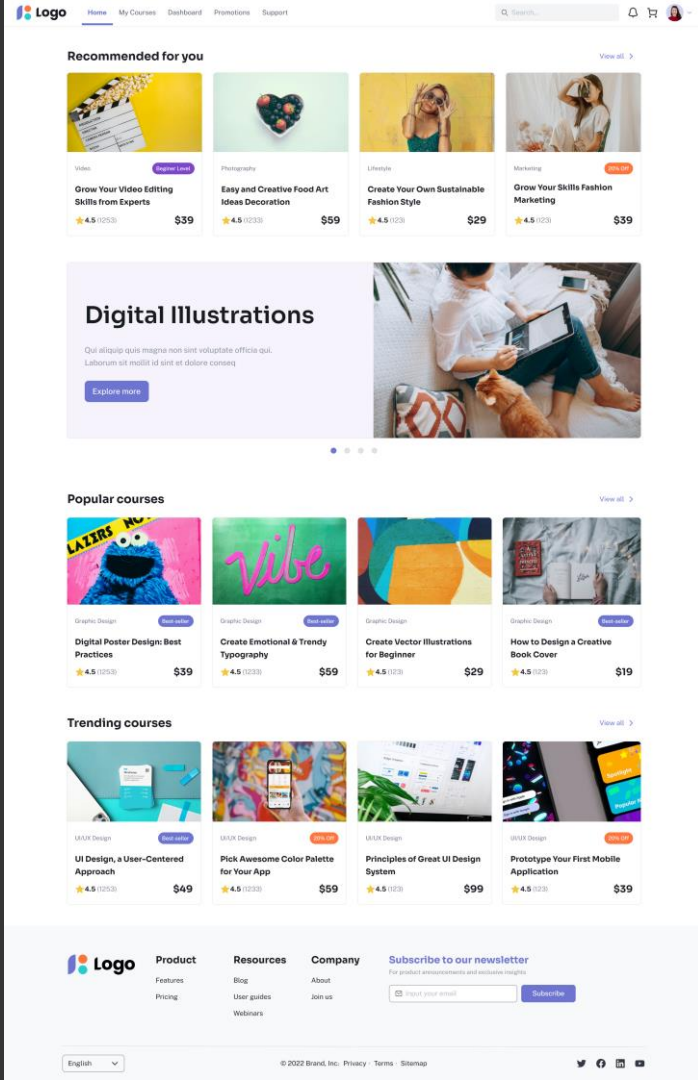 Logo
Home My Courses Dashboard Promotions Support
Search...
Recommended for you
View all
Video
Beginer Level
Grow Your Video Editing
Skills from Experts
4.5 (1253)
$39
Photography
Easy and Creative Food Art
Ideas Decoration
4.5 (1233)
$59
Lifestyle
Create Your Own Sustainable
Fashion Style
4.5 (123)
$29
Marketing
20% Off
Grow Your Skills Fashion
Marketing
4.5 (123)
$39
Digital Illustrations
Qui aliquip quis magna non sint voluptate officia qui.
Laborum sit mollit id sint et dolore conseq
Explore more
Popular courses
View all
LAZERS
Graphic Design
Best-seller
Digital Poster Design: Best
Practices
4.5 (1253)
$39
Vibe
Graphic Design
Best-seller
Create Emotional & Trendy
Typography
4.5 (1233)
$59
Graphic Design
Create Vector Illustrations
for Beginner
4.5 (123)
$29
Graphic Design
Best-seller
How to Design a Creative
Book Cover
4.5 (123)
$19
Trending courses
View all
UI/UX Design
Best-seller
UI Design, a User-Centered
Approach
4.5 (1253)
$49
UI/UX Design
20% Off
Pick Awesome Color Palette
for Your App
4.5 (1233)
$59
UI/UX Design
Principles of Great UI Design
System
4.5 (123)
$99
Spotlight
UI/UX Design
20% Off
Prototype Your First Mobile
Application
4.5 (123)
$39
Logo
Product
Features
Pricing
Resources
Blog
User guides
Webinars
Company
About
Join us
Subscribe to our newsletter
For product announcements and exclusive insights
Input your email
Subscribe
English
© 2022 Brand, Inc. Privacy · Terms · Sitemap